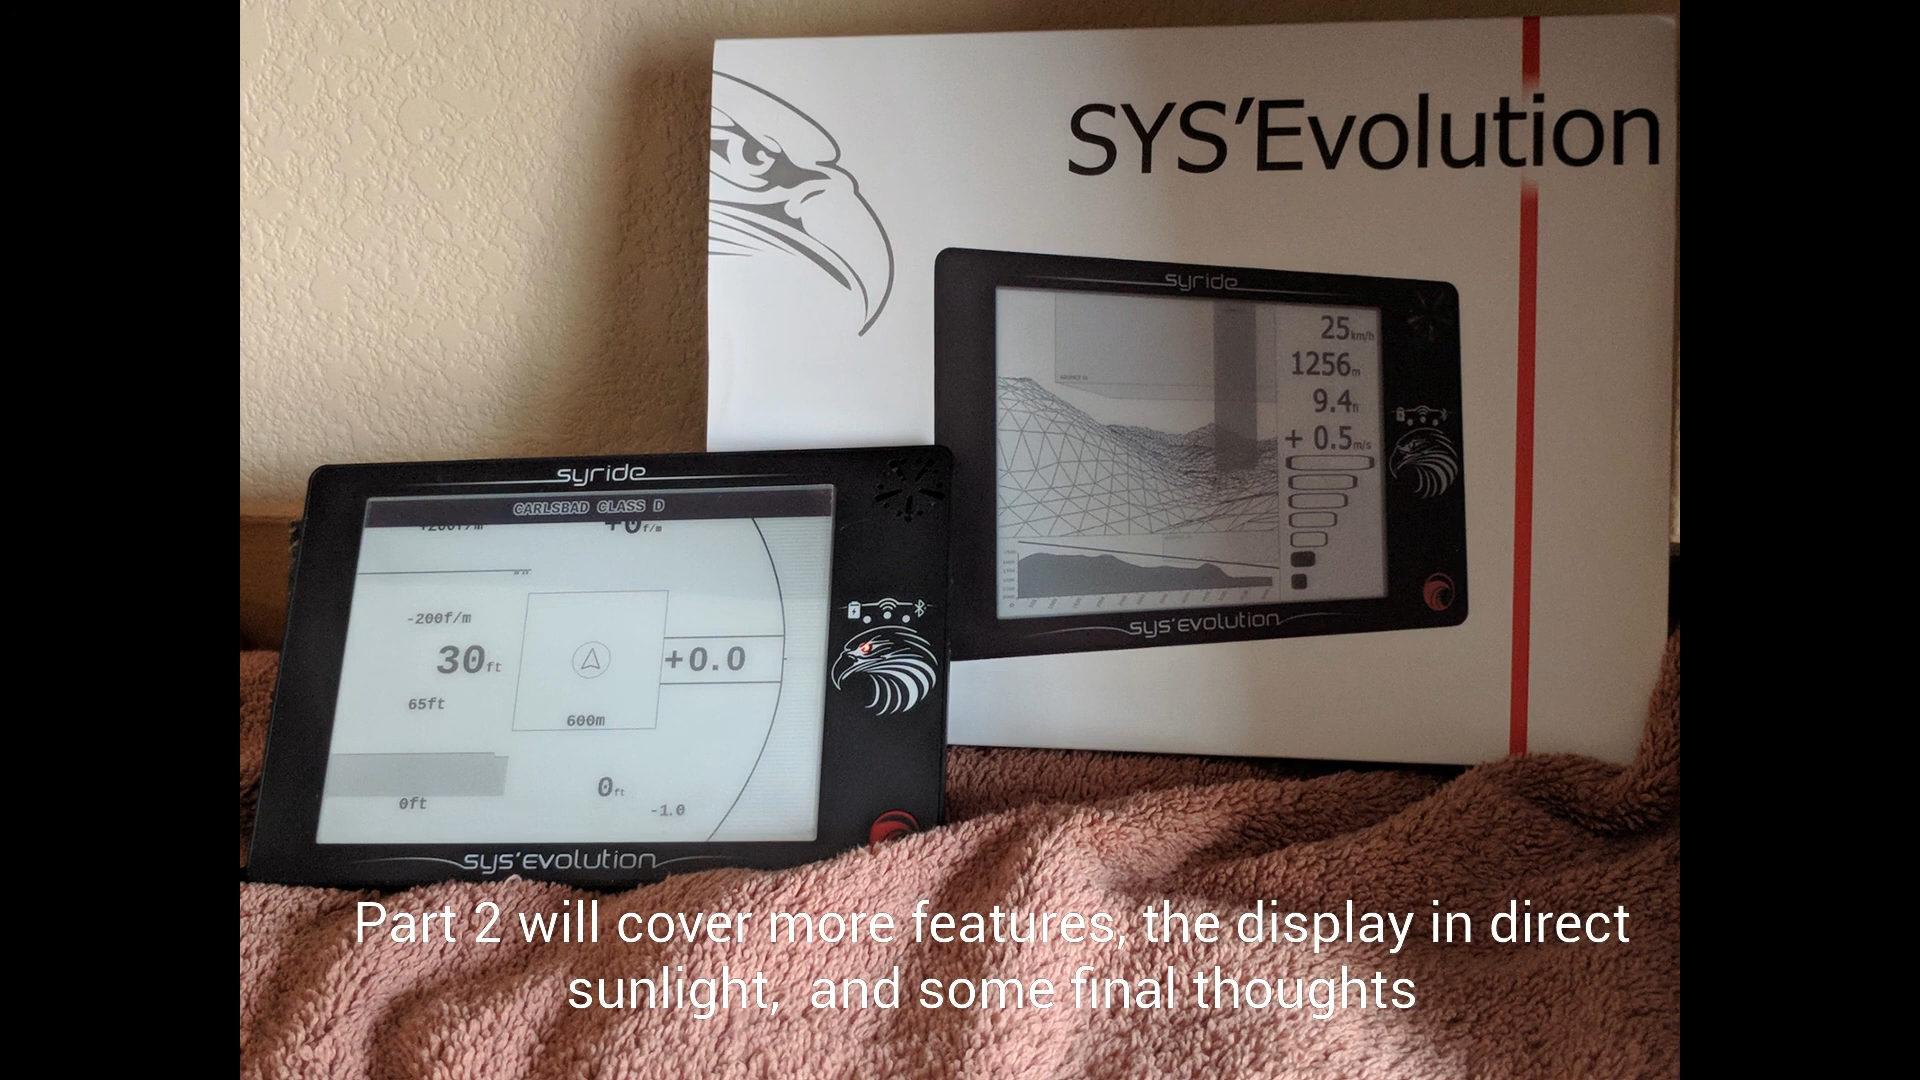 SYS'Evolution
syride
25km/h
1256m
9.4
+ 0.5m/s
sys'evolution
syride
CARLSBAD CLASS D
+200f/m
+0f/m
-200f/m
30ft
+0.0
65ft
600m
0ft
0ft
-1.0
sys'evolution
Part 2 will cover more features, the display in direct
sunlight, and some final thoughts